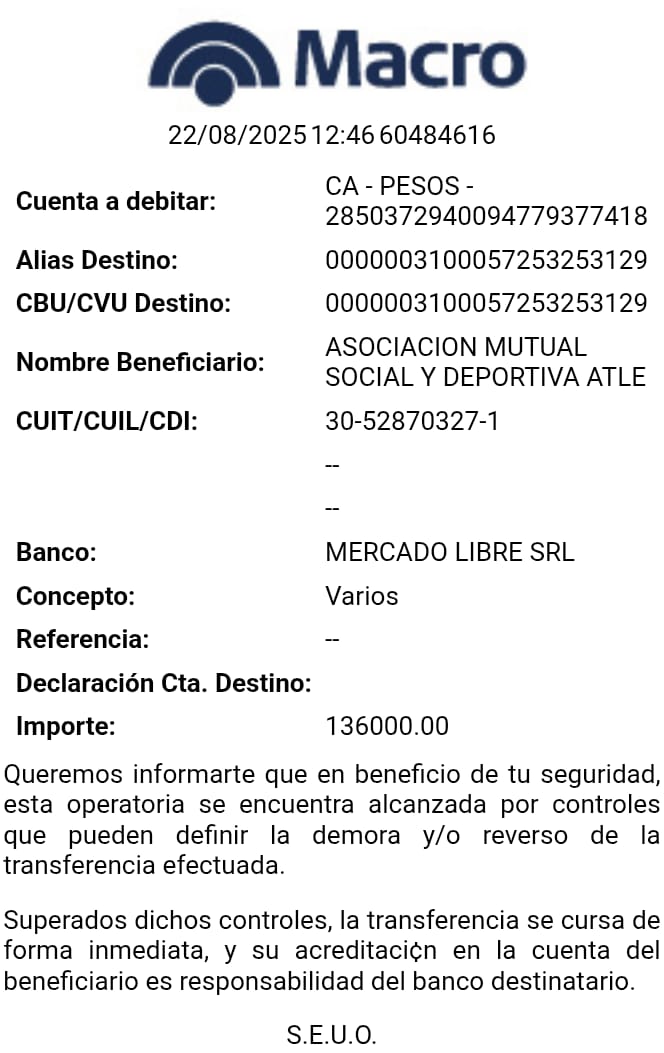 Macro
22/08/2025 12:46 60484616
Cuenta a debitar:
CA - PESOS -
2850372940094779377418
Alias Destino: 0000003100057253253129
CBU/CVU Destino: 0000003100057253253129
Nombre Beneficiario:
ASOCIACION MUTUAL
SOCIAL Y DEPORTIVA ATLE
CUIT/CUIL/CDI: 30-52870327-1
--
--
Banco: MERCADO LIBRE SRL
Concepto: Varios
Referencia: --
Declaración Cta. Destino:
Importe: 136000.00
Queremos informarte que en beneficio de tu seguridad,
esta operatoria se encuentra alcanzada por controles
que pueden definir la demora y/o reverso de la
transferencia efectuada.
Superados dichos controles, la transferencia se cursa de
forma inmediata, y su acreditaci¢n en la cuenta del
beneficiario es responsabilidad del banco destinatario.
S.E.U.O.